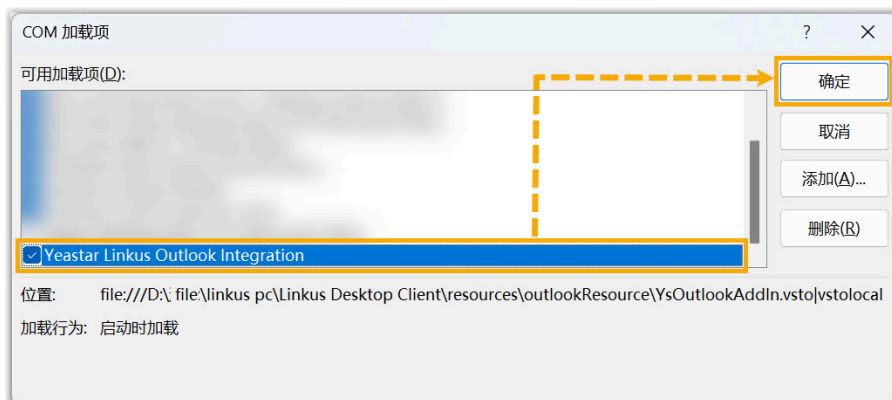 COM 加载项
?
可用加载项(D):
确定
取消
添加(A)...
删除(R)
Yeastar Linkus Outlook Integration
位置: file:///D:\ file:\linkus pc\Linkus Desktop Client\resources\outlookResource\YsOutlookAddIn.vsto|vstolocal
加载行为: 启动时加载